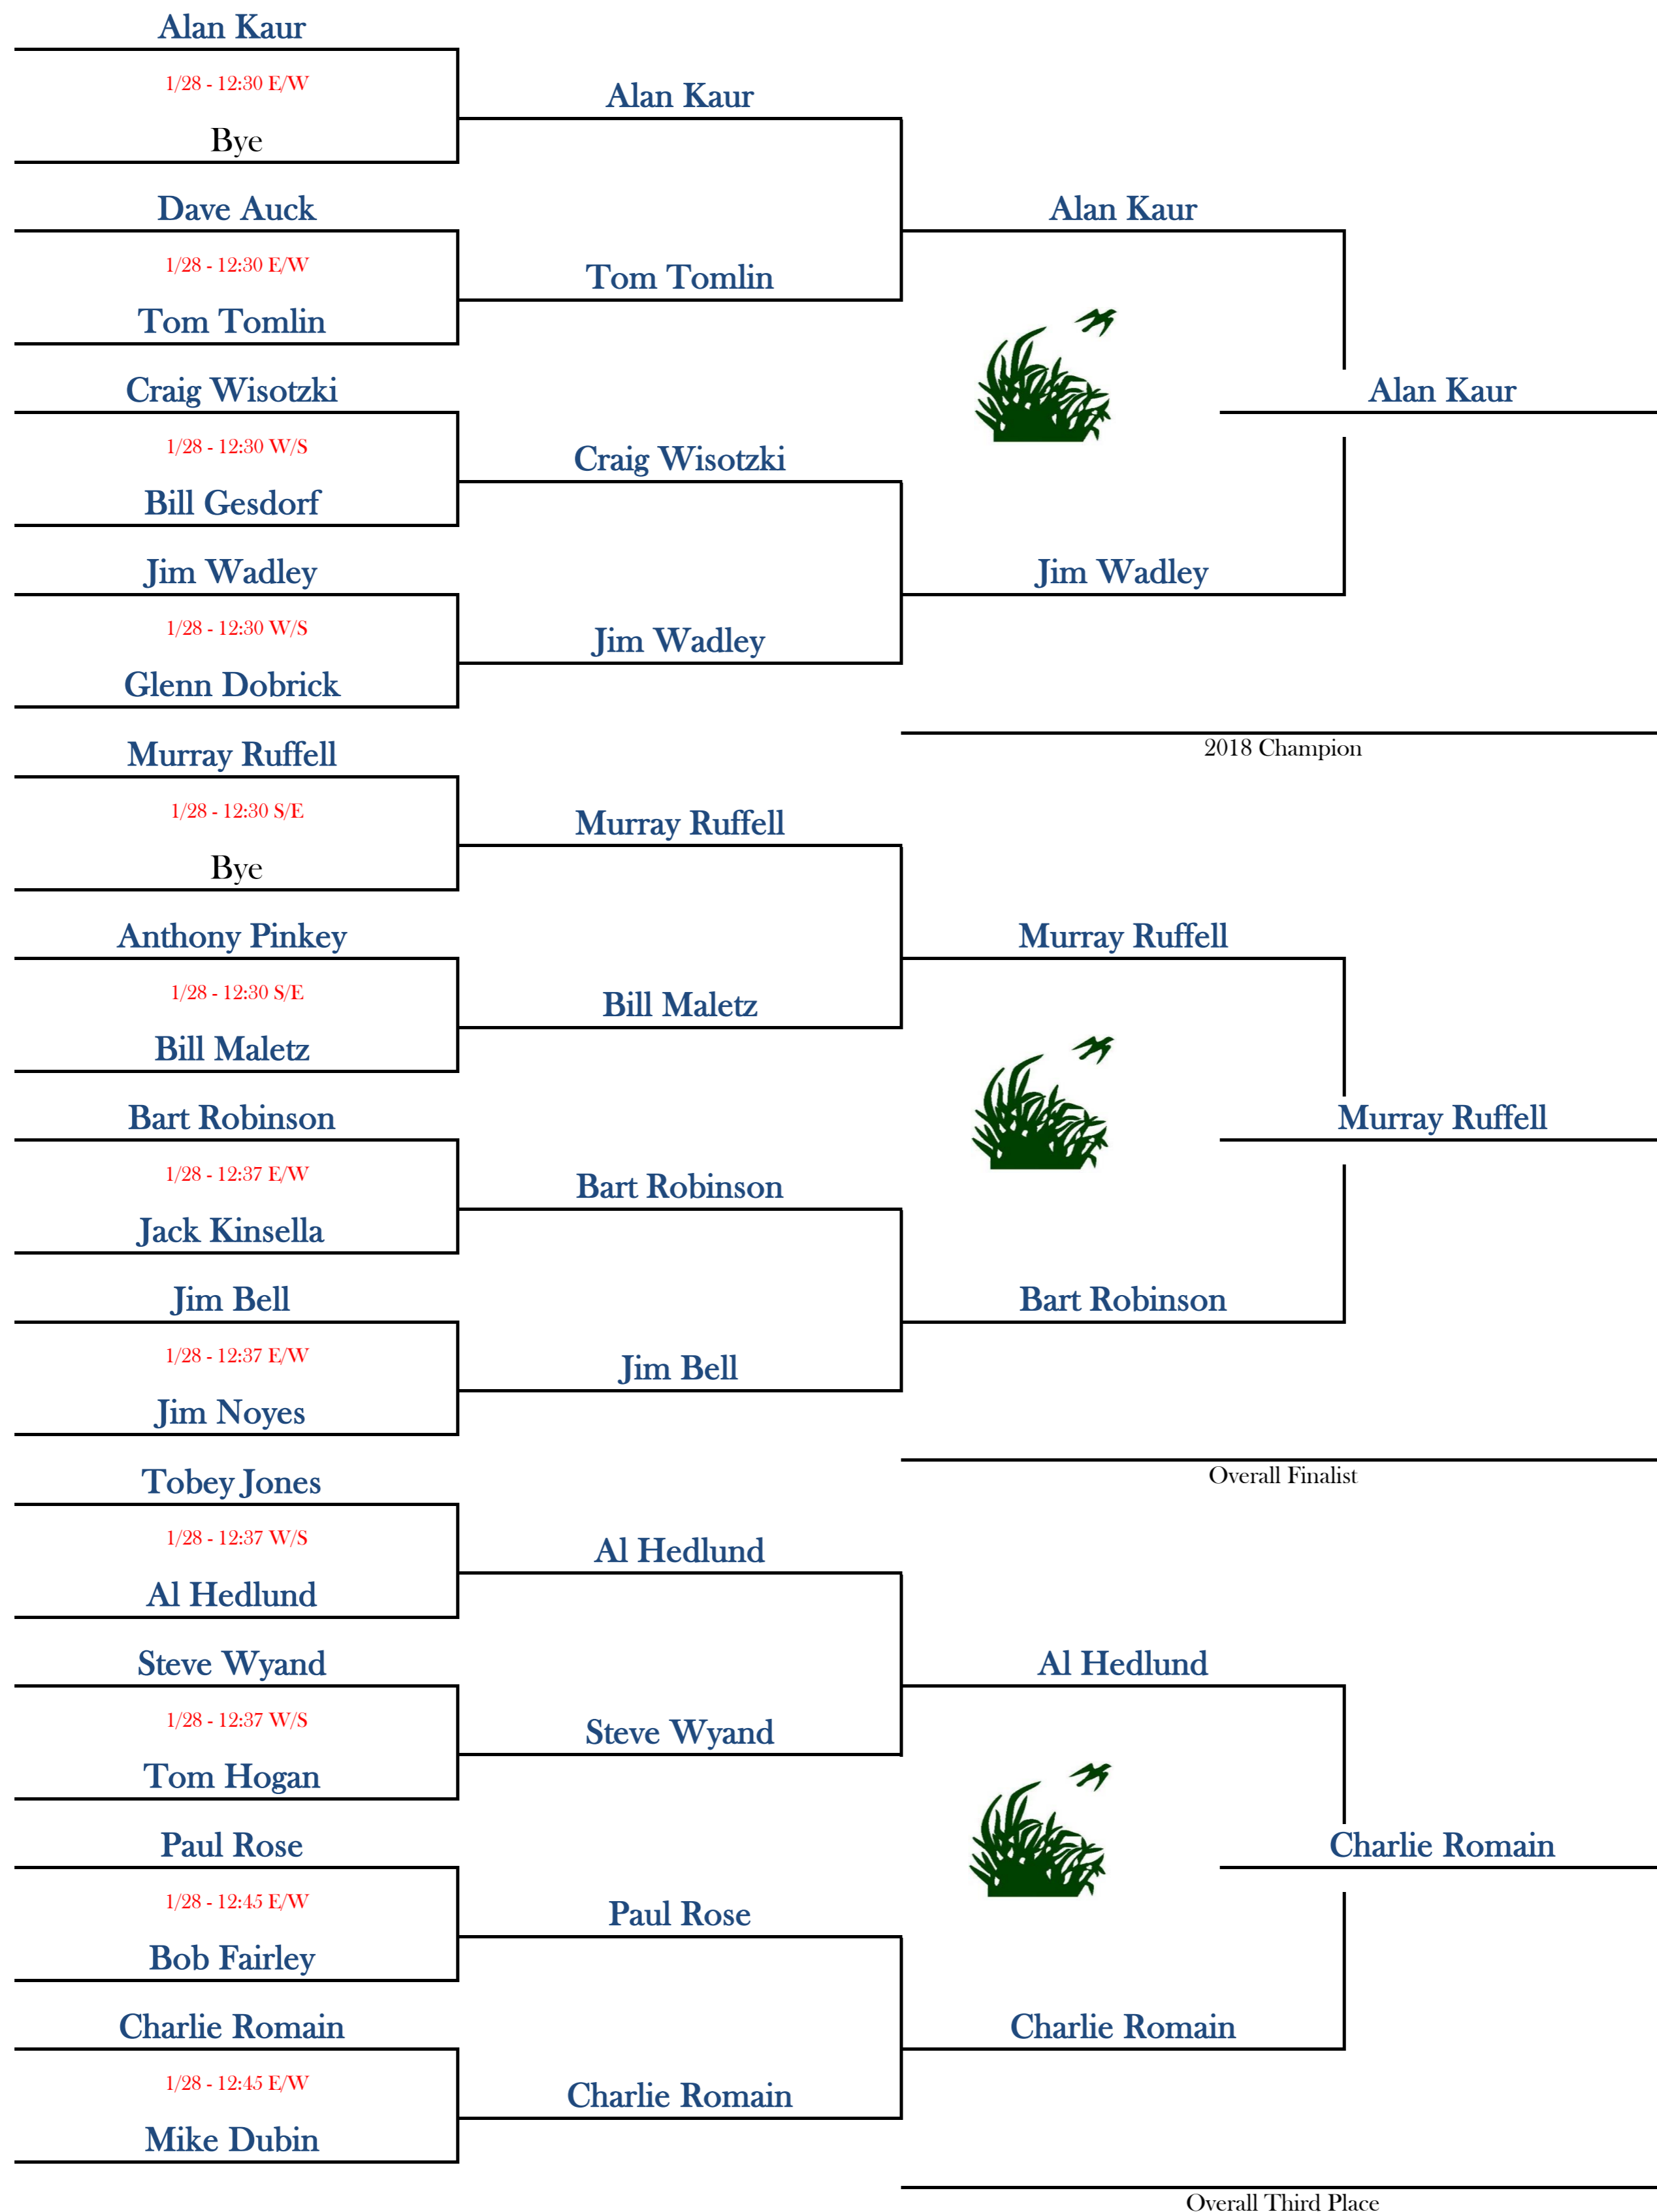 Alan Kaur
1/28 - 12:30 E/W
Alan Kaur
Bye
Dave Auck
Alan Kaur
1/28 - 12:30 E/W
Tom Tomlin
Tom Tomlin
Craig Wisotzki
Alan Kaur
1/28 - 12:30 W/S
Craig Wisotzki
Bill Gesdorf
Jim Wadley
Jim Wadley
1/28 - 12:30 W/S
Jim Wadley
Glenn Dobrick
2018 Champion
Murray Ruffell
1/28 - 12:30 S/E
Murray Ruffell
Bye
Anthony Pinkey
Murray Ruffell
1/28 - 12:30 S/E
Bill Maletz
Bill Maletz
Bart Robinson
Murray Ruffell
1/28 - 12:37 E/W
Bart Robinson
Jack Kinsella
Jim Bell
Bart Robinson
1/28 - 12:37 E/W
Jim Bell
Jim Noyes
Overall Finalist
Tobey Jones
1/28 - 12:37 W/S
Al Hedlund
Al Hedlund
Steve Wyand
Al Hedlund
1/28 - 12:37 W/S
Steve Wyand
Tom Hogan
Paul Rose
Charlie Romain
1/28 - 12:45 E/W
Paul Rose
Bob Fairley
Charlie Romain
Charlie Romain
1/28 - 12:45 E/W
Charlie Romain
Mike Dubin
Overall Third Place